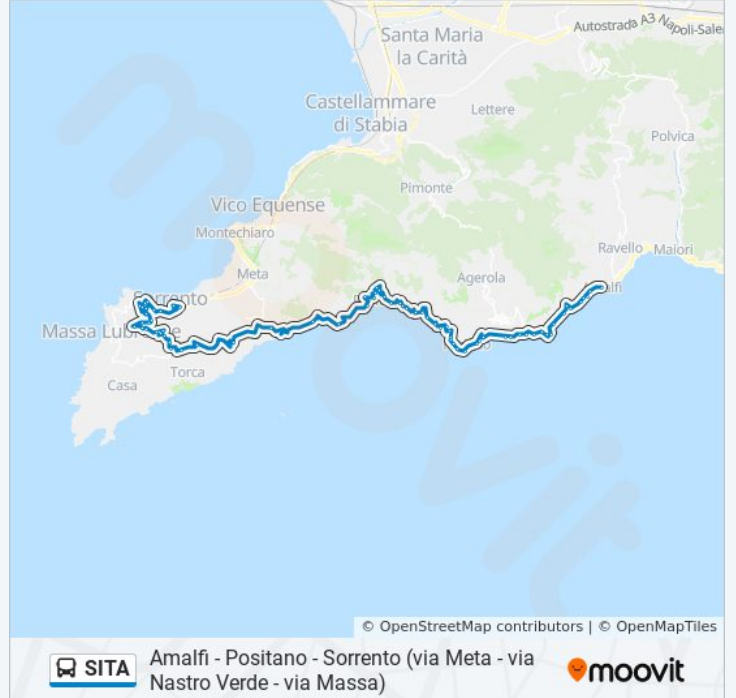 Santa Maria
la Carità
Autostrada A3 Napoli-Sale
Castellammare
di Stabia
Lettere
Polvica
Pimonte
Vico Equense
Montechiaro
Ravello
Maiori
Meta
Agerola
Sorrento
Massa Lubrense
Torca
Casa
moovit
© OpenStreetMap contributors | © OpenMapTiles
SITA
Amalfi - Positano - Sorrento (via Meta - via
Nastro Verde - via Massa)
moovit